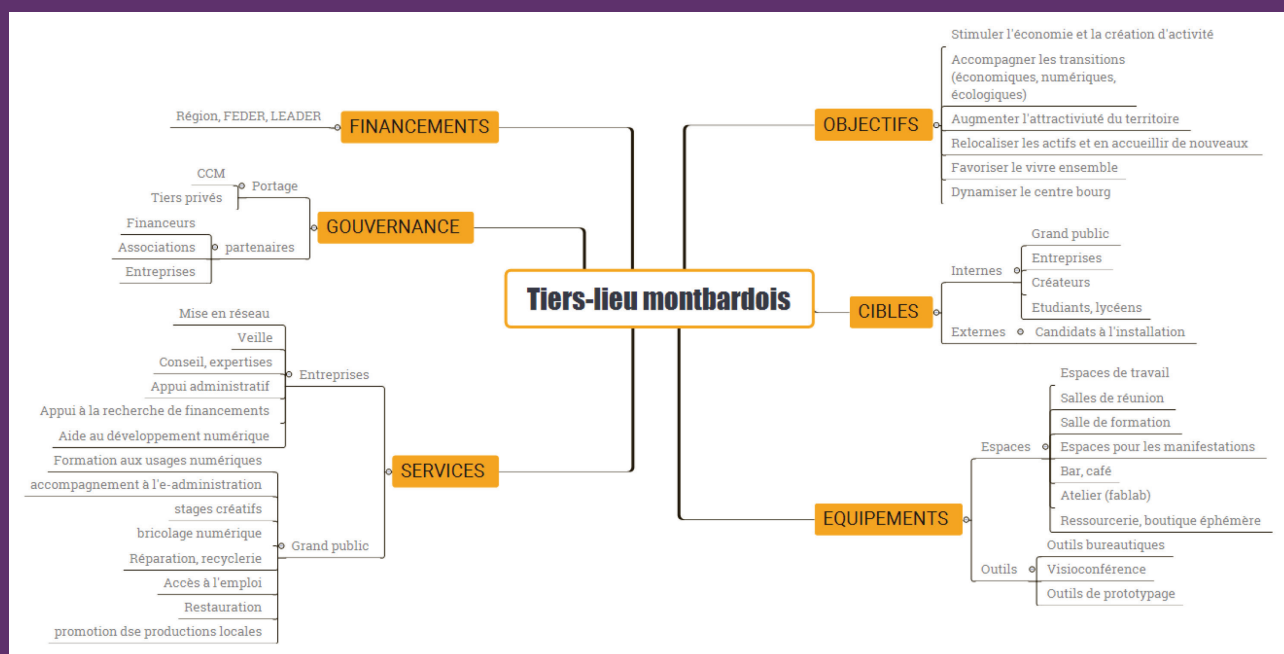 Tiers-lieu montbardois
FINANCEMENTS
Région, FEDER, LEADER
GOUVERNANCE
Portage
CCM
Tiers privés
partenaires
Financeurs
Associations
Entreprises
SERVICES
Entreprises
Mise en réseau
Veille
Conseil, expertises
Appui administratif
Appui à la recherche de financements
Aide au développement numérique
Grand public
Formation aux usages numériques
accompagnement à l'e-administration
stages créatifs
bricolage numérique
Réparation, recyclerie
Accès à l'emploi
Restauration
promotion dse productions locales
OBJECTIFS
Stimuler l'économie et la création d'activité
Accompagner les transitions
(économiques, numériques,
écologiques)
Augmenter l'attractiviuté du territoire
Relocaliser les actifs et en accueillir de nouveaux
Favoriser le vivre ensemble
Dynamiser le centre bourg
CIBLES
Internes
Grand public
Entreprises
Créateurs
Etudiants, lycéens
Externes
Candidats à l'installation
EQUIPEMENTS
Espaces
Espaces de travail
Salles de réunion
Salle de formation
Espaces pour les manifestations
Bar, café
Atelier (fablab)
Ressourcerie, boutique éphémère
Outils
Outils bureautiques
Visioconférence
Outils de prototypage